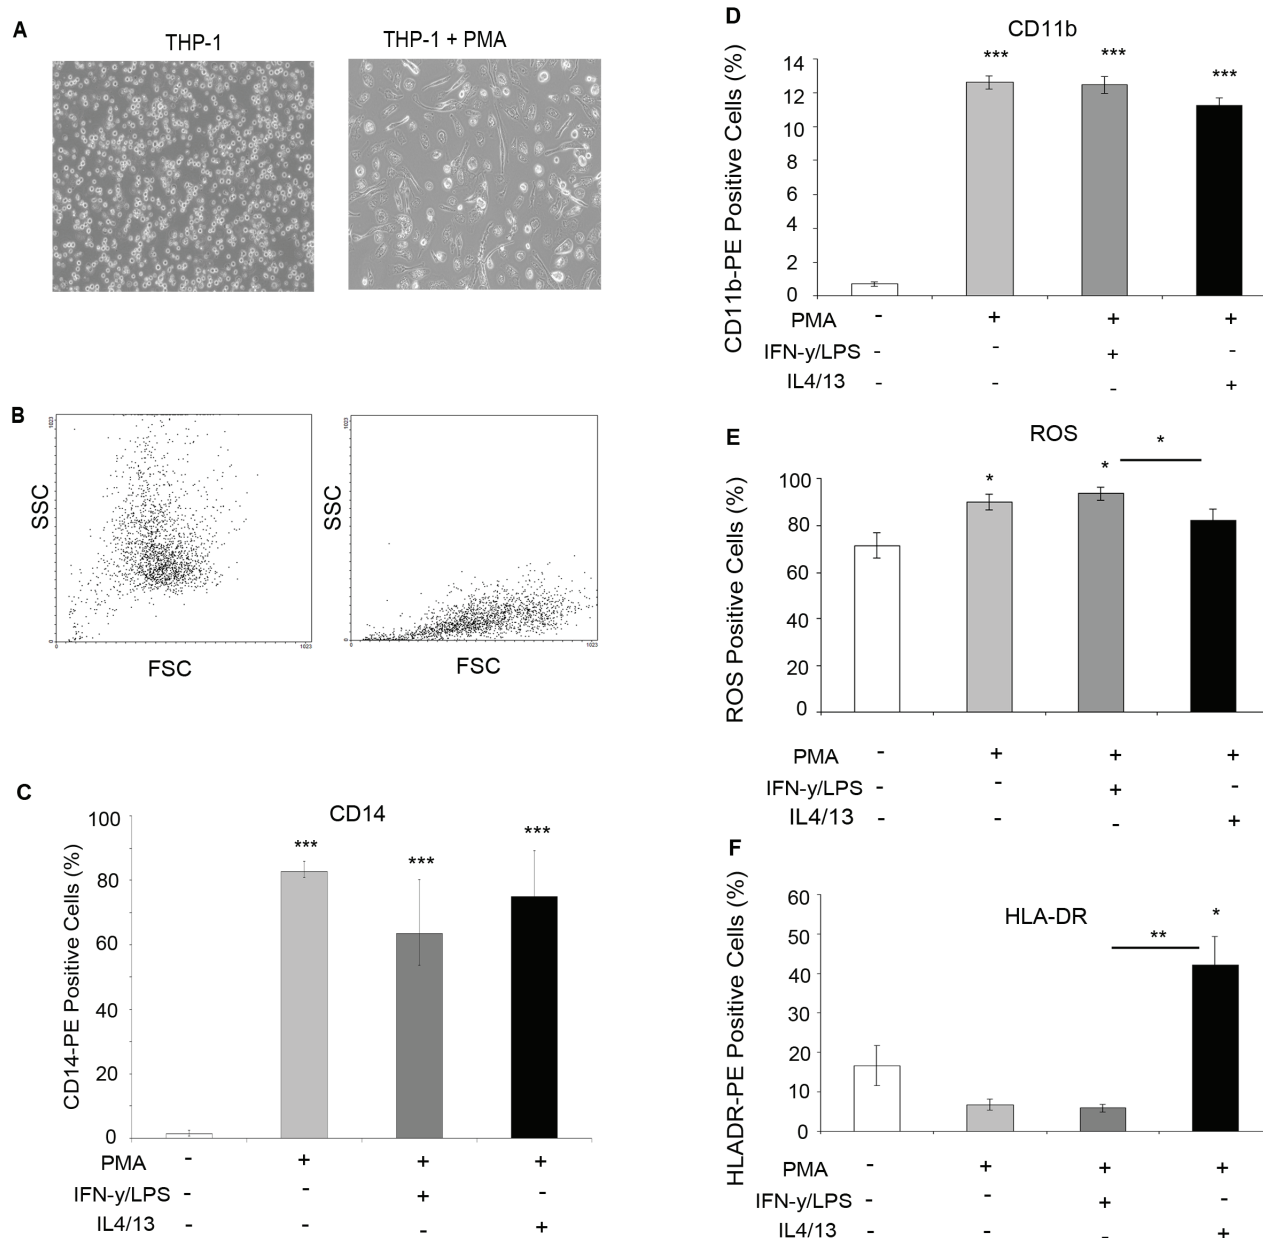 A
THP-1
THP-1 + PMA
B
SSC
1023
0
0
1023
FSC
SSC
1023
0
0
1023
FSC
C
CD14
CD14-PE Positive Cells (%)
100
80
60
40
20
0
***
***
***
PMA - + + +
IFN-y/LPS - - + -
IL4/13 - - - +
D
CD11b
CD11b-PE Positive Cells (%)
14
12
10
8
6
4
2
0
***
***
***
PMA - + + +
IFN-y/LPS - - + -
IL4/13 - - - +
E
ROS
ROS Positive Cells (%)
100
80
60
40
20
0
*
*
*
PMA - + + +
IFN-y/LPS - - + -
IL4/13 - - - +
F
HLA-DR
HLADR-PE Positive Cells (%)
60
50
40
30
20
10
0
**
*
PMA - + + +
IFN-y/LPS - - + -
IL4/13 - - - +